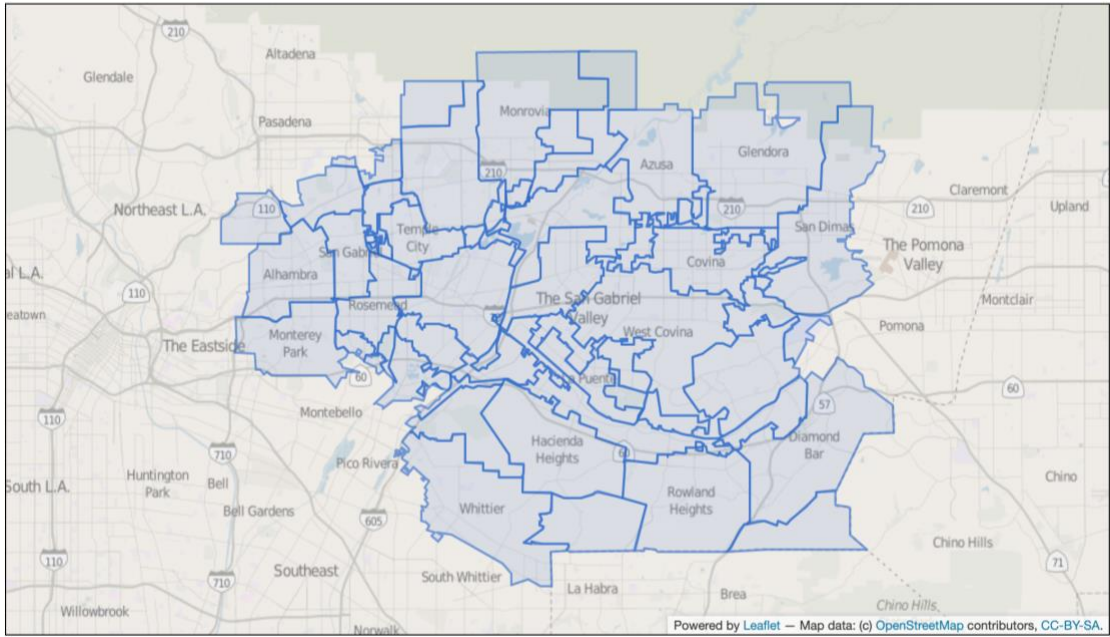 210
Altadena
Glendale
Monrovia
Pasadena
Azusa
Glendora
210
Claremont
Northeast L.A.
110
210
210
Upland
Temple
City
San Dimas
San Gabri
The Pomona
Valley
Covina
al L.A.
Alhambra
110
The San Gabriel
Valley
Montclair
Rosemead
eatown
West Covina
Pomona
The Eastside
Monterey
Park
60
La Puente
60
57
Montebello
110
Diamond
Bar
Hacienda
Heights
60
710
Pico Rivera
Huntington
Park
Bell
Chino
South L.A.
Rowland
Heights
Whittier
Bell Gardens
605
Chino Hills
110
71
Southeast
South Whittier
710
La Habra
Brea
Willowbrook
Chino Hills
Norwalk
Powered by Leaflet — Map data: (c) OpenStreetMap contributors, CC-BY-SA.